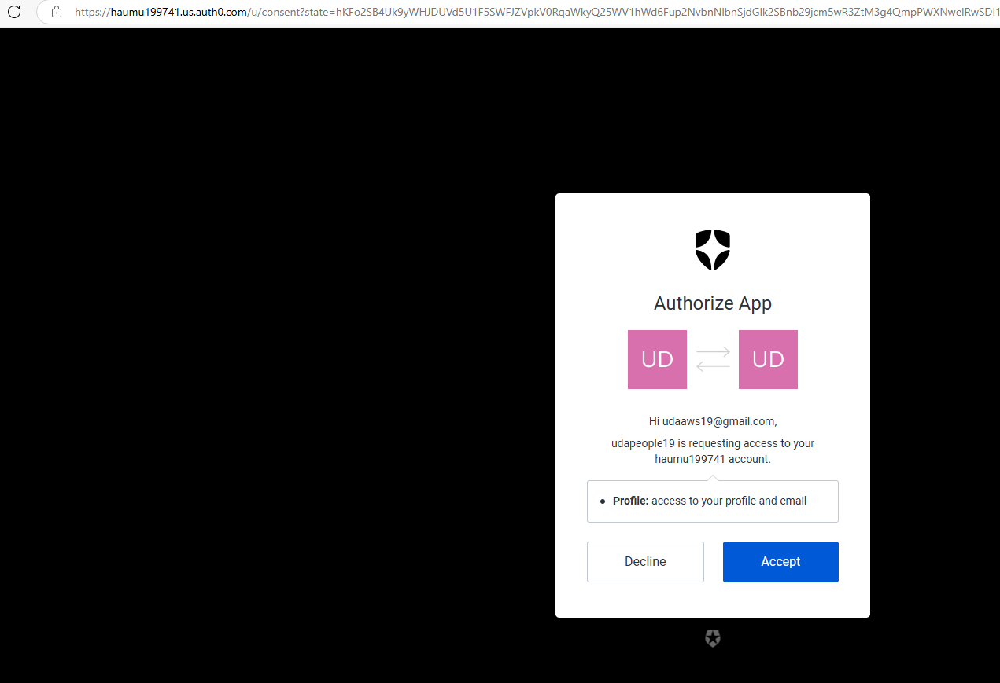 https://haumu199741.us.auth0.com/u/consent?state=hKFo2SB4Uk9yWHJDUVd5U1F5SWFJZVpkV0RqaWkyQ25WV1hWd6Fup2NvbnNlbnSjdGlk2SBnb29jcm5wR3ZtM3g4QmpPWXNwelRwSDI1
Authorize App
UD UD
Hi udaaws19@gmail.com,
udapeople19 is requesting access to your
haumu199741 account.
• Profile: access to your profile and email
Decline Accept